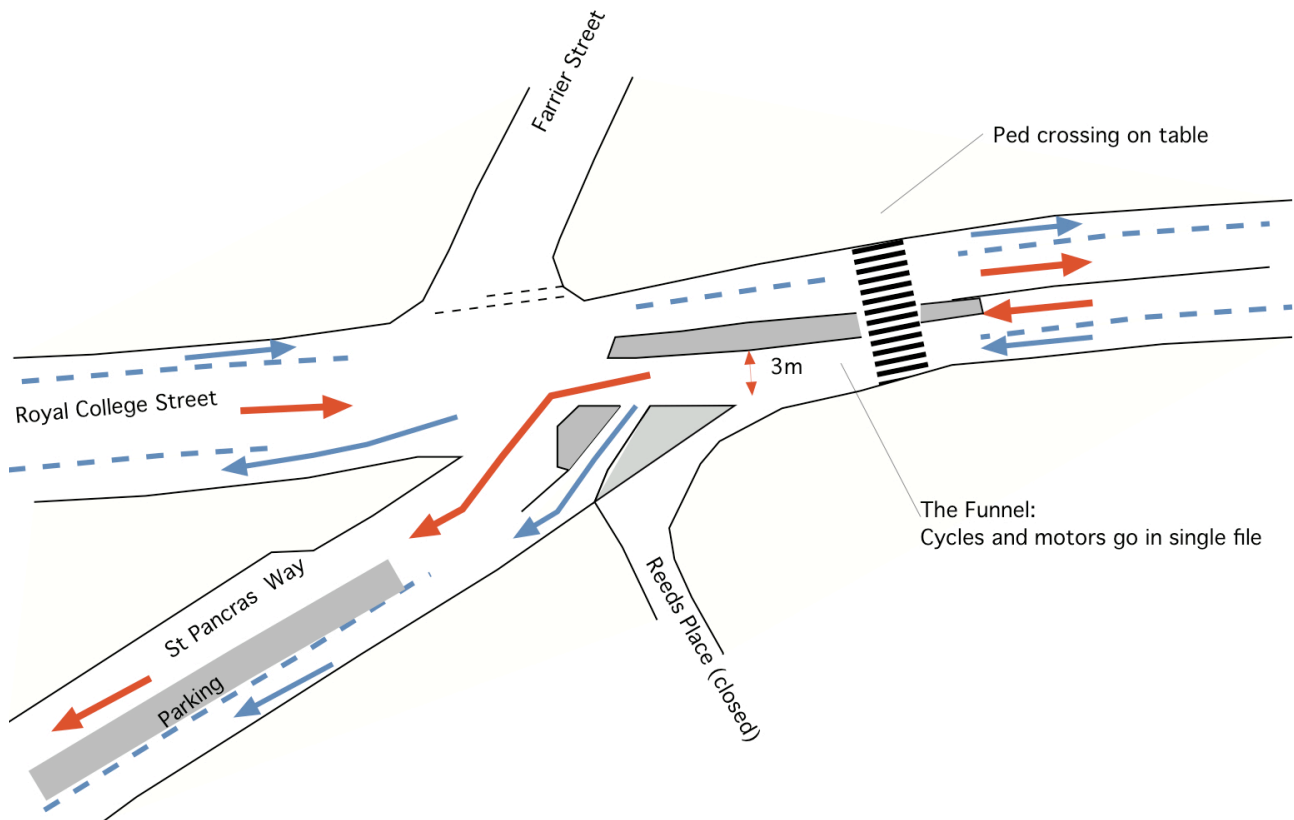 Farrier Street
Ped crossing on table
Royal College Street
3m
The Funnel:
Cycles and motors go in single file
St Pancras Way
Reeds Place (closed)
Parking